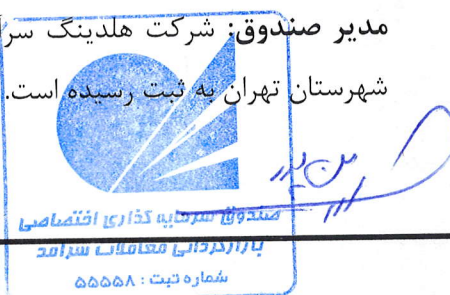 مدیر صندوق: شرکت هلدینگ سر
شهرستان تهران به ثبت رسیده است.
صندوق سرمایه گذاری اختصاصی
بازارگردانی معاملات سرامد
شماره ثبت : ۵۵۵۵۸